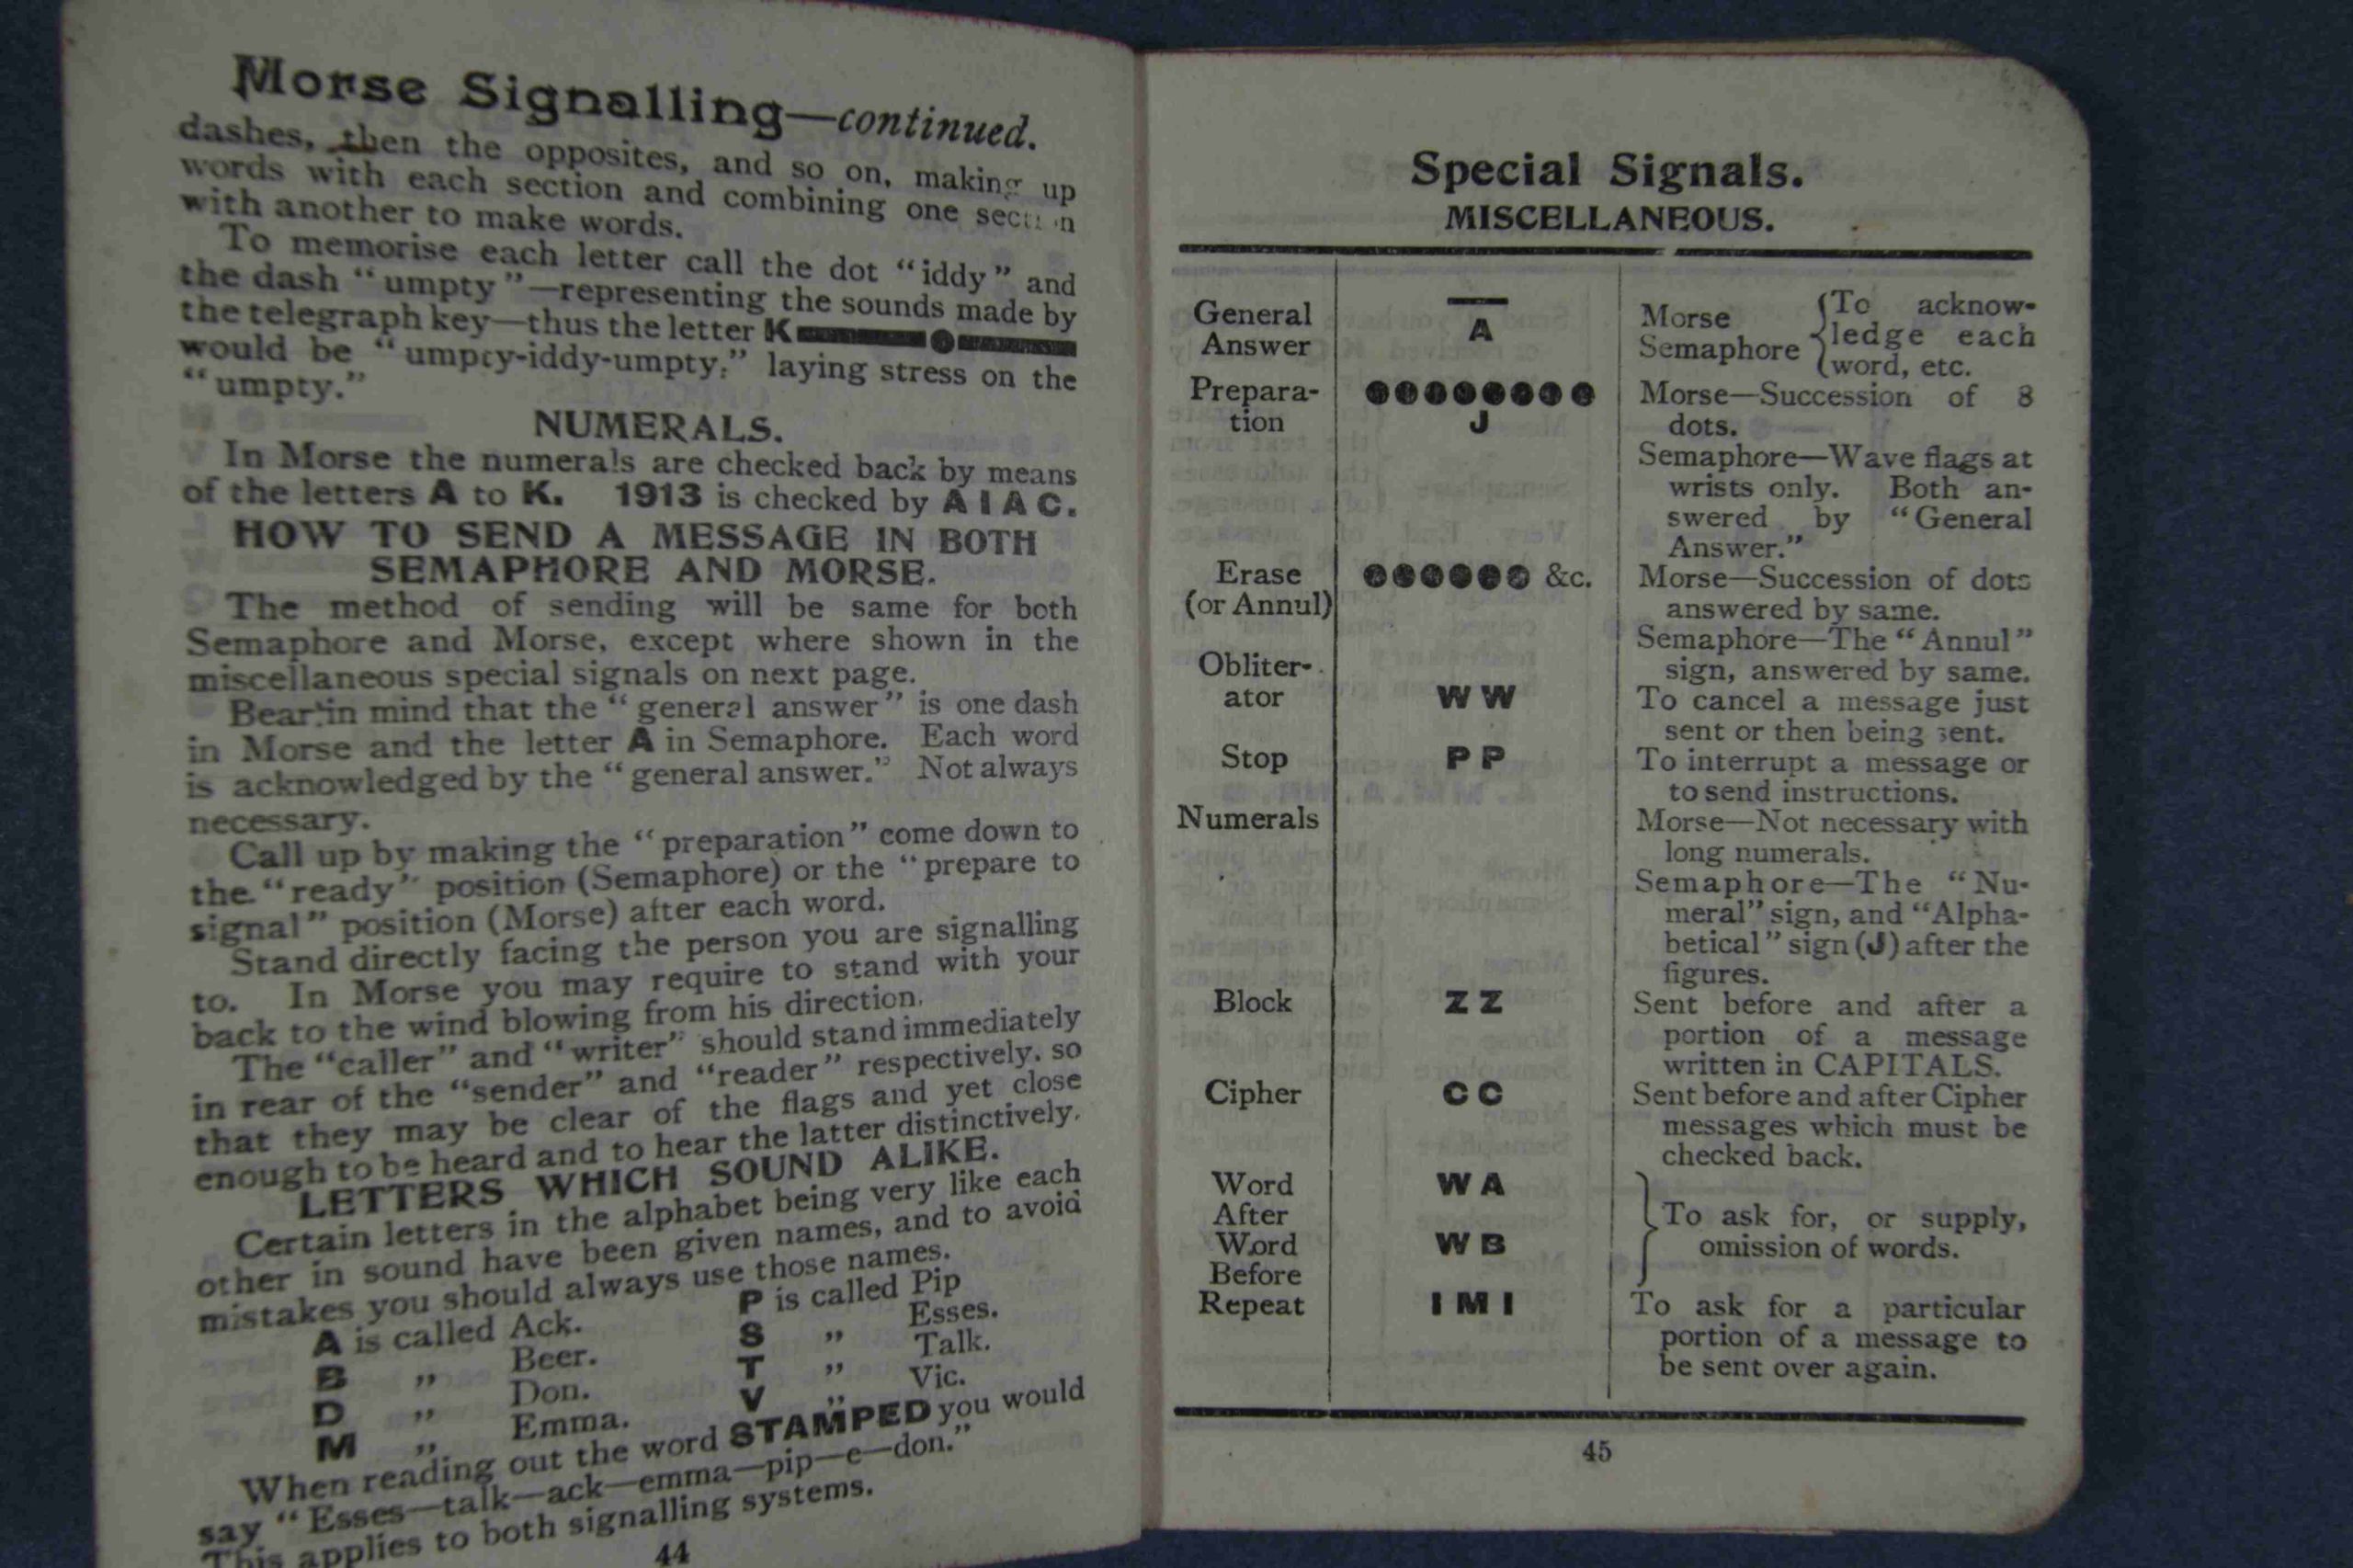 Morse Signalling—continued.
dashes, then the opposites, and so on, making up
words with each section and combining one section
with another to make words.
To memorise each letter call the dot “iddy” and
the dash “umpty”—representing the sounds made by
the telegraph key—thus the letter K
would be “umpty-iddy-umpty,” laying stress on the
“umpty.”
NUMERALS.
In Morse the numerals are checked back by means
of the letters A to K. 1913 is checked by A I A C.
HOW TO SEND A MESSAGE IN BOTH
SEMAPHORE AND MORSE.
The method of sending will be same for both
Semaphore and Morse, except where shown in the
miscellaneous special signals on next page.
Bear in mind that the “general answer” is one dash
in Morse and the letter A in Semaphore. Each word
is acknowledged by the “general answer.” Not always
necessary.
Call up by making the “preparation” come down to
the “ready” position (Semaphore) or the “prepare to
signal” position (Morse) after each word.
Stand directly facing the person you are signalling
to. In Morse you may require to stand with your
back to the wind blowing from his direction.
The “caller” and “writer” should stand immediately
in rear of the “sender” and “reader” respectively, so
that they may be clear of the flags and yet close
enough to be heard and to hear the latter distinctively.
LETTERS WHICH SOUND ALIKE.
Certain letters in the alphabet being very like each
other in sound have been given names, and to avoid
mistakes you should always use those names.
A is called Ack. P is called Pip
B ,, Beer. S ,, Esses.
D ,, Don. T ,, Talk.
M ,, Emma. V ,, Vic.
When reading out the word STAMPED you would
say “Esses—talk—ack—emma—pip—e—don.”
This applies to both signalling systems.
44
Special Signals.
MISCELLANEOUS.
General
Answer
—
A
Morse
Semaphore
{To acknow-
ledge each
word, etc.
Prepara-
tion
●●●●●●●●
J
Morse—Succession of 8
dots.
Semaphore—Wave flags at
wrists only. Both an-
swered by “General
Answer.”
Erase
(or Annul)
●●●●●● &c.
Morse—Succession of dots
answered by same.
Semaphore—The “Annul”
sign, answered by same.
Obliter-
ator
W W
To cancel a message just
sent or then being sent.
Stop
P P
To interrupt a message or
to send instructions.
Numerals
Morse—Not necessary with
long numerals.
Semaphore—The “Nu-
meral” sign, and “Alpha-
betical” sign (J) after the
figures.
Block
Z Z
Sent before and after a
portion of a message
written in CAPITALS.
Cipher
C C
Sent before and after Cipher
messages which must be
checked back.
Word
After
W A
Word
Before
W B
}To ask for, or supply,
omission of words.
Repeat
I M I
To ask for a particular
portion of a message to
be sent over again.
45